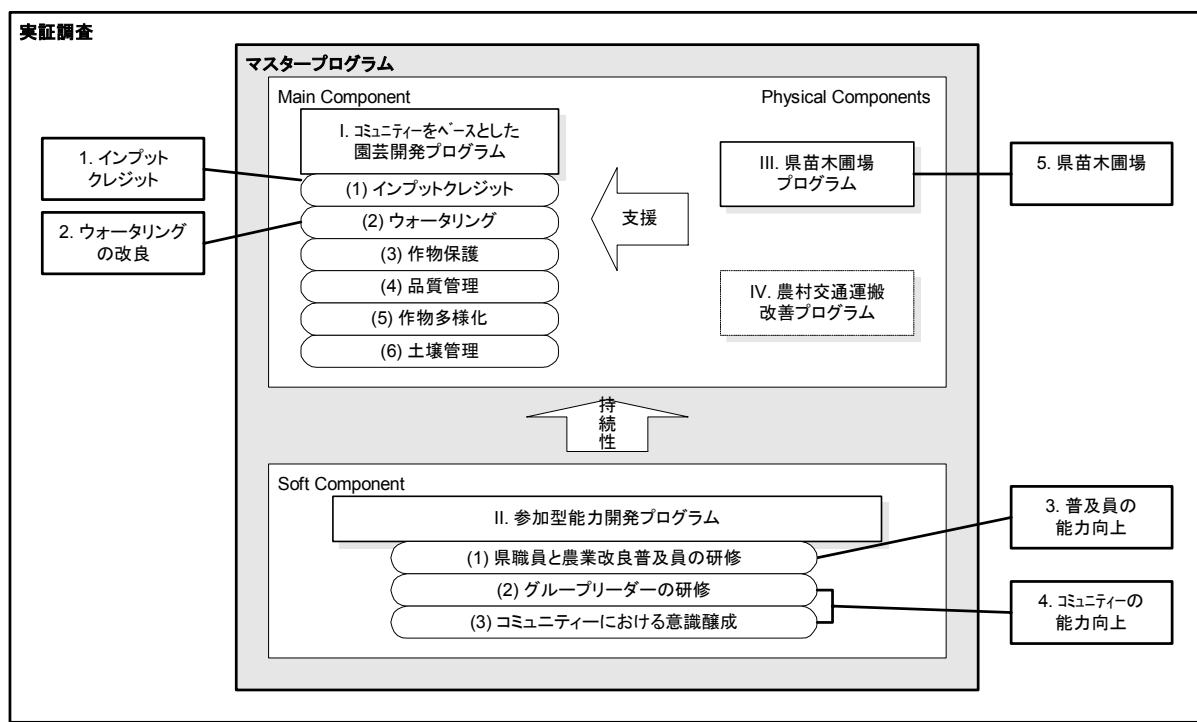 実証調査
マスタープログラム
Main Component
Physical Components
I. ｺﾐｭﾆﾃｨｰをﾍﾞｰｽとした
園芸開発プログラム
(1) インプットクレジット
(2) ウォータリング
(3) 作物保護
(4) 品質管理
(5) 作物多様化
(6) 土壌管理
1. インプット
クレジット
2. ウォータリング
の改良
支援
III. 県苗木圃場
プログラム
IV. 農村交通運搬
改善プログラム
5. 県苗木圃場
持
続
性
Soft Component
II. 参加型能力開発プログラム
(1) 県職員と農業改良普及員の研修
(2) グループリーダーの研修
(3) コミュニティーにおける意識醸成
3. 普及員の
能力向上
4. ｺﾐｭﾆﾃｨｰの
能力向上